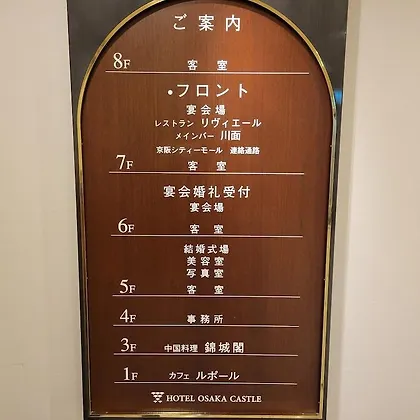 ご案内
8F 客室
•フロント
宴会場
レストラン リヴィエール
メインバー 川面
京阪シティーモール 連絡通路
7F 客室
宴会婚礼受付
宴会場
6F 客室
結婚式場
美容室
写真室
5F 客室
4F 事務所
3F 中国料理 錦城閣
1F カフェ ルポール
HOTEL OSAKA CASTLE